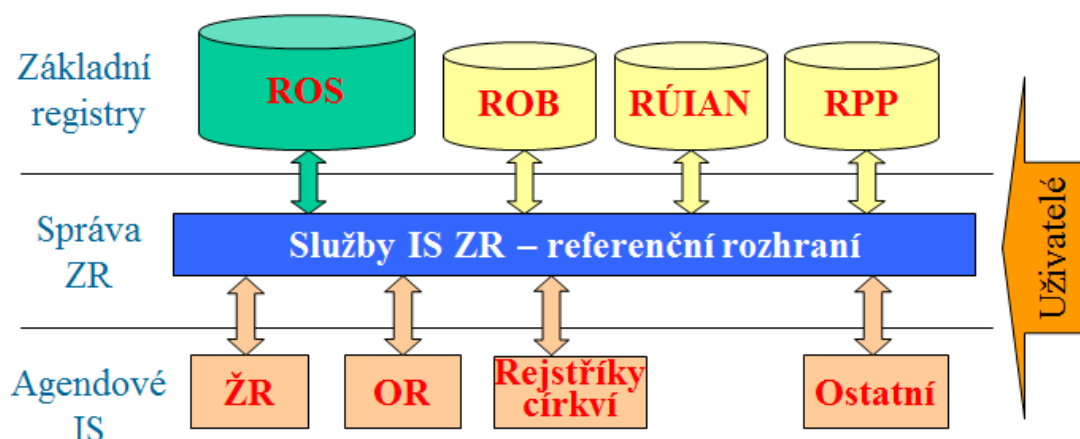 Základní
registry
ROS
ROB
RÚIAN
RPP
Správa
ZR
Služby IS ZR – referenční rozhraní
Uživatelé
Agendové
IS
ŽR
OR
Rejstříky
církví
Ostatní